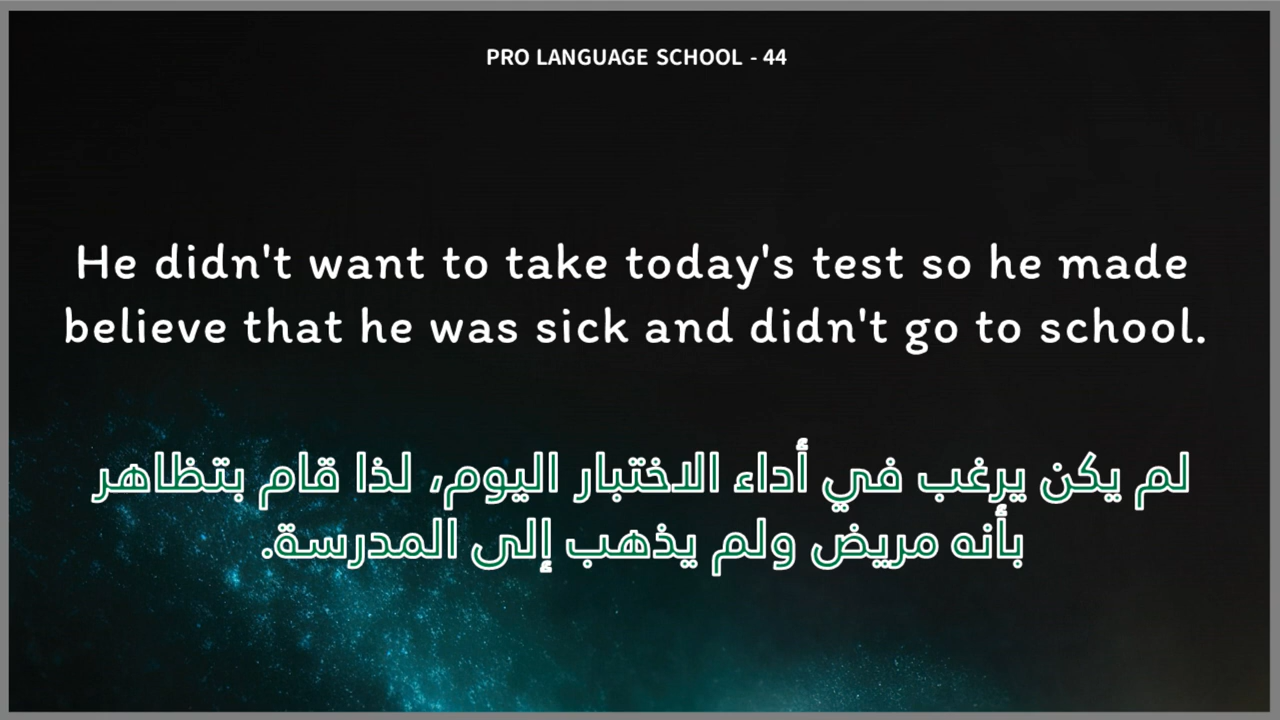 PRO LANGUAGE SCHOOL - 44
He didn't want to take today's test so he made
believe that he was sick and didn't go to school.
لم يكن يرغب في أداء الاختبار اليوم، لذا قام بتظاهر
بأنه مريض ولم يذهب إلى المدرسة.